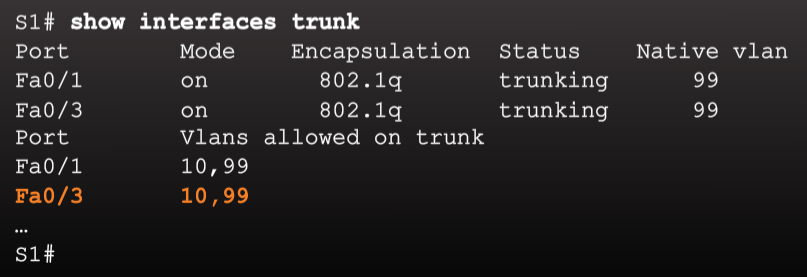 S1# show interfaces trunk
Port Mode Encapsulation Status Native vlan
Fa0/1 on 802.1q trunking 99
Fa0/3 on 802.1q trunking 99
Port Vlans allowed on trunk
Fa0/1 10,99
Fa0/3 10,99
…
S1#